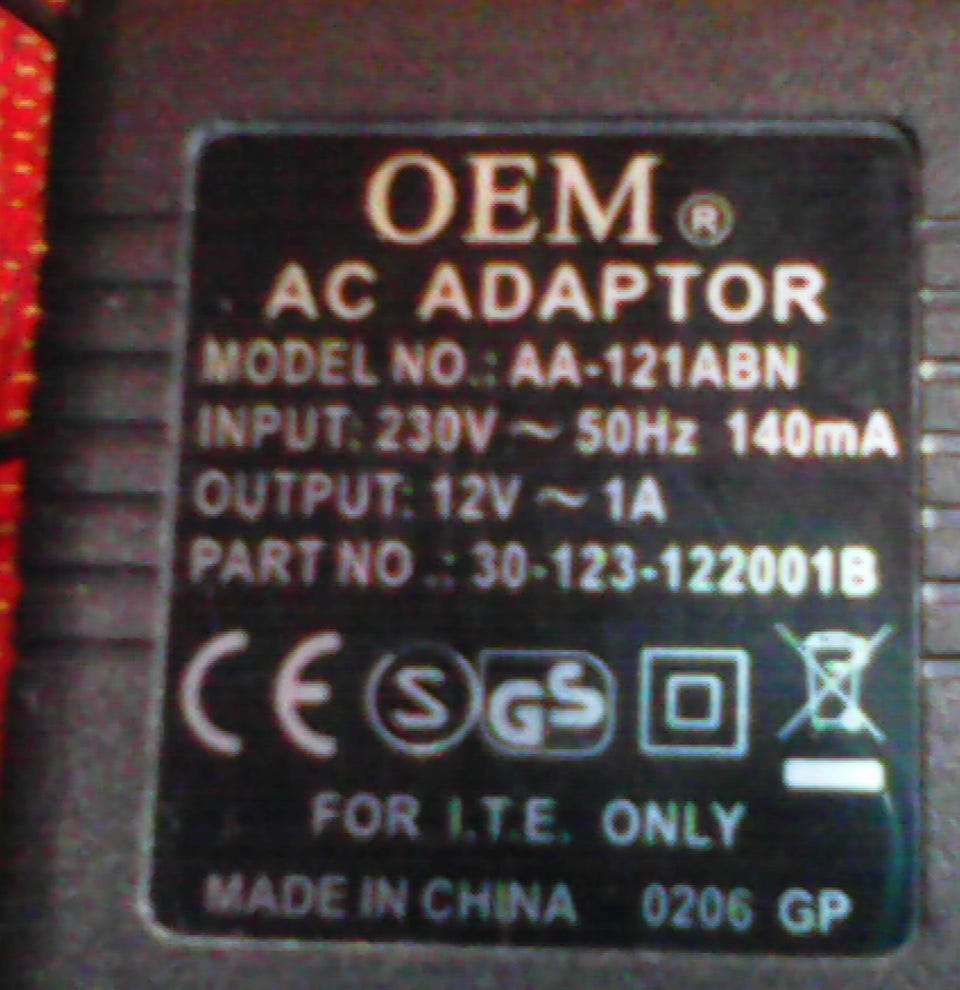 OEM ®
AC ADAPTOR
MODEL NO.: AA-121ABN
INPUT: 230V ~ 50Hz 140mA
OUTPUT: 12V ~ 1A
PART NO .: 30-123-122001B
CE S GS
FOR I.T.E. ONLY
MADE IN CHINA 0206 GP